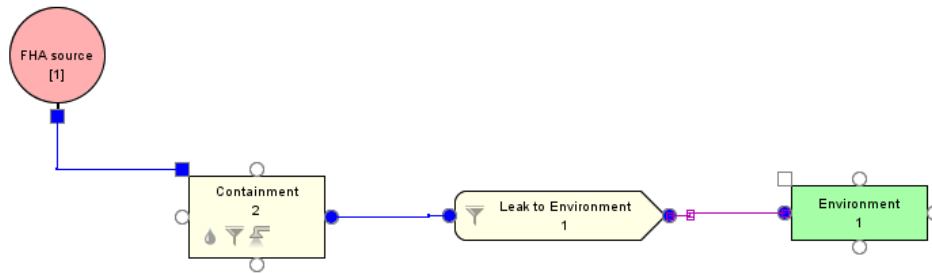 FHA source
[1]
Containment
2
Leak to Environment
1
Environment
1